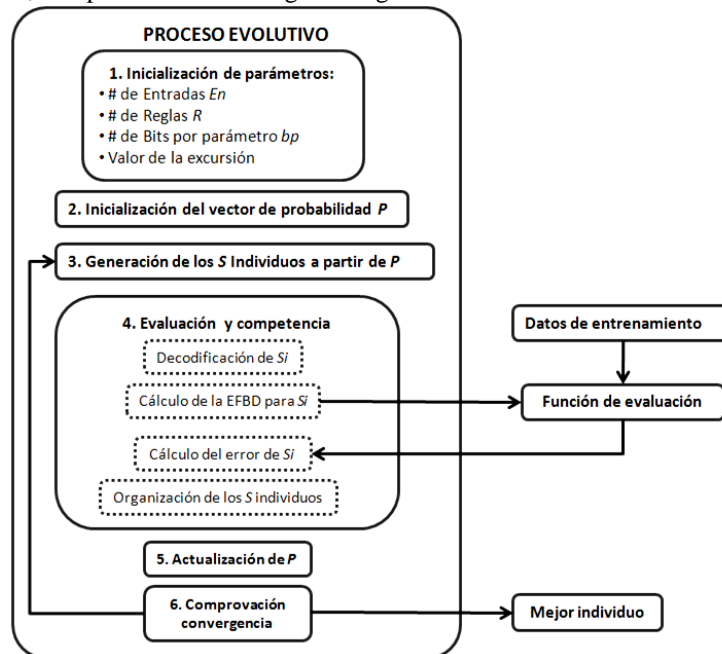 PROCESO EVOLUTIVO
1. Inicialización de parámetros:
• # de Entradas En
• # de Reglas R
• # de Bits por parámetro bp
• Valor de la excursión
2. Inicialización del vector de probabilidad P
3. Generación de los S Individuos a partir de P
4. Evaluación y competencia
Decodificación de Si
Cálculo de la EFBD para Si
Cálculo del error de Si
Organización de los S individuos
Datos de entrenamiento
Función de evaluación
5. Actualización de P
6. Comprovación
convergencia
Mejor individuo